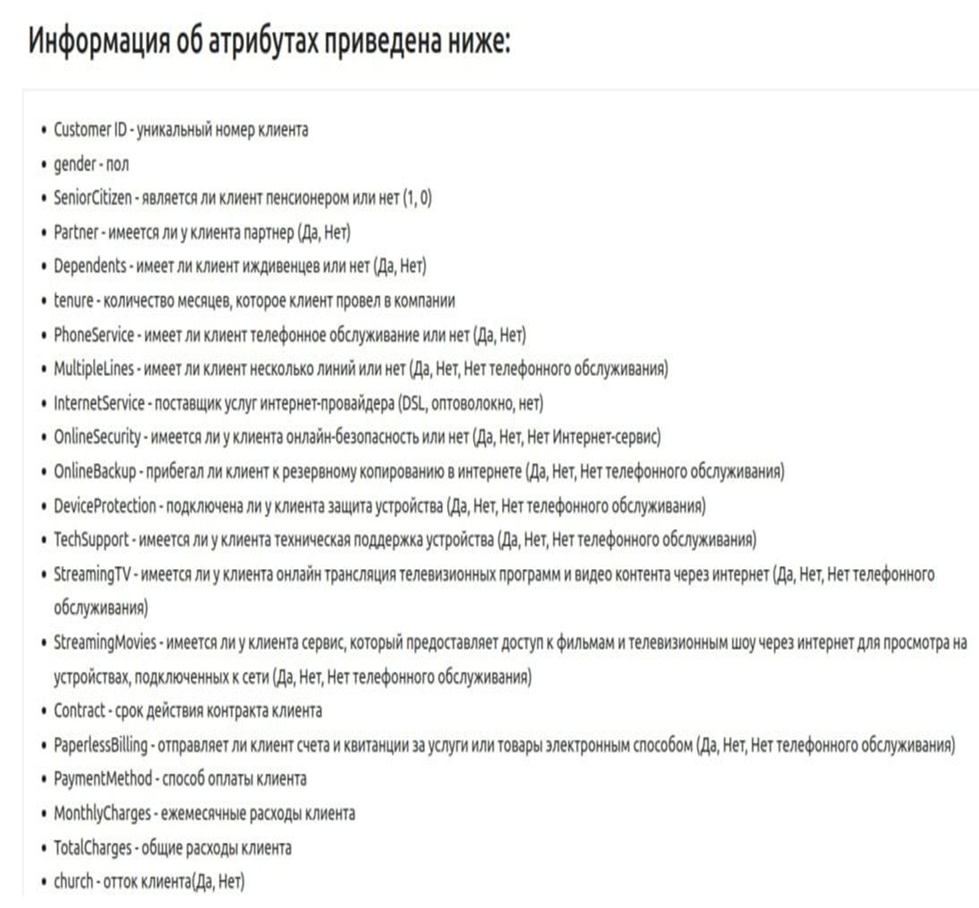 Информация об атрибутах приведена ниже:
• Customer ID - уникальный номер клиента
• gender - пол
• SeniorCitizen - является ли клиент пенсионером или нет (1, 0)
• Partner - имеется ли у клиента партнер (Да, Нет)
• Dependents - имеет ли клиент иждивенцев или нет (Да, Нет)
• tenure - количество месяцев, которое клиент провел в компании
• PhoneService - имеет ли клиент телефонное обслуживание или нет (Да, Нет)
• MultipleLines - имеет ли клиент несколько линий или нет (Да, Нет, Нет телефонного обслуживания)
• InternetService - поставщик услуг интернет-провайдера (DSL, оптоволокно, нет)
• OnlineSecurity - имеется ли у клиента онлайн-безопасность или нет (Да, Нет, Нет Интернет-сервис)
• OnlineBackup - прибегал ли клиент к резервному копированию в интернете (Да, Нет, Нет телефонного обслуживания)
• DeviceProtection - подключена ли у клиента защита устройства (Да, Нет, Нет телефонного обслуживания)
• TechSupport - имеется ли у клиента техническая поддержка устройства (Да, Нет, Нет телефонного обслуживания)
• StreamingTV - имеется ли у клиента онлайн трансляция телевизионных программ и видео контента через интернет (Да, Нет, Нет телефонного
обслуживания)
• StreamingMovies - имеется ли у клиента сервис, который предоставляет доступ к фильмам и телевизионным шоу через интернет для просмотра на
устройствах, подключенных к сети (Да, Нет, Нет телефонного обслуживания)
• Contract - срок действия контракта клиента
• PaperlessBilling - отправляет ли клиент счета и квитанции за услуги или товары электронным способом (Да, Нет, Нет телефонного обслуживания)
• PaymentMethod - способ оплаты клиента
• MonthlyCharges - ежемесячные расходы клиента
• TotalCharges - общие расходы клиента
• church - отток клиента(Да, Нет)